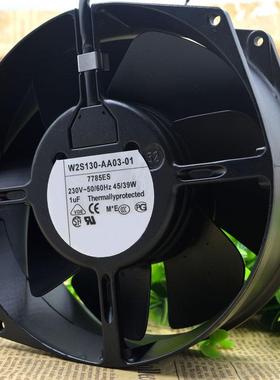 W2S130-AA03-01
7785ES
230V~50/60Hz 45/39W
1uF Thermallyprotected